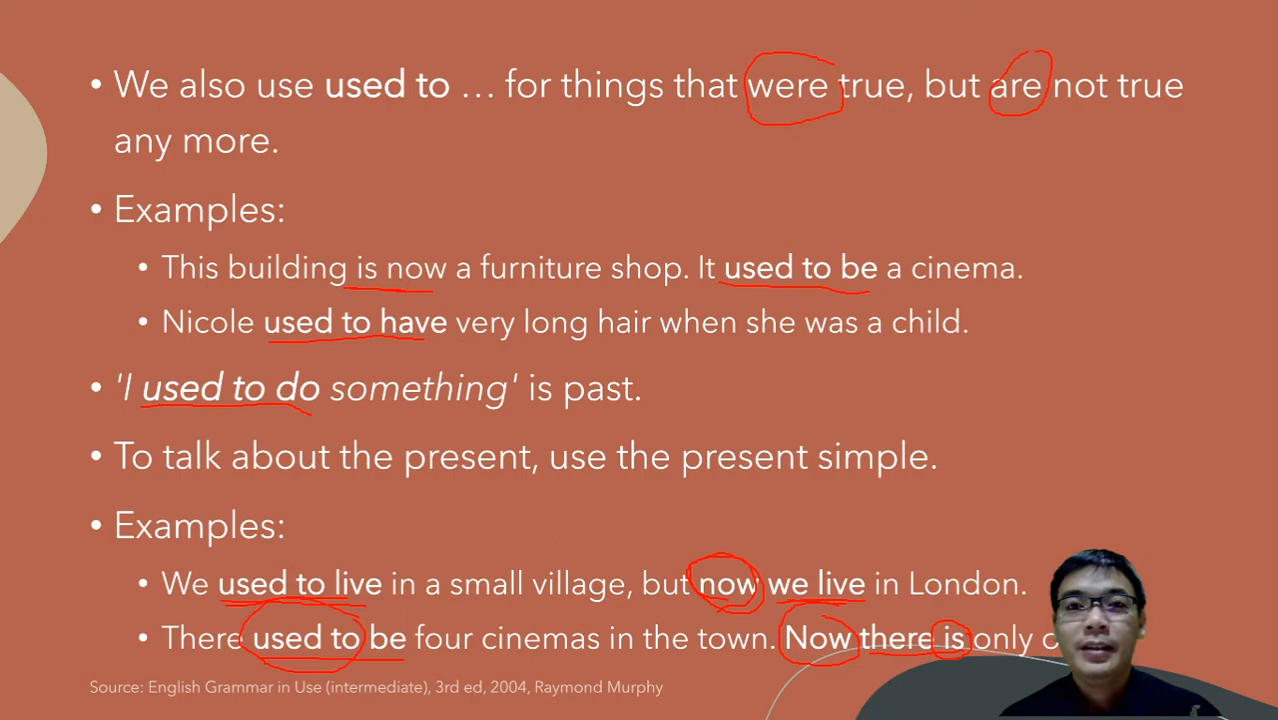 • We also use used to … for things that were true, but are not true
any more.
• Examples:
• This building is now a furniture shop. It used to be a cinema.
• Nicole used to have very long hair when she was a child.
• 'I used to do something' is past.
• To talk about the present, use the present simple.
• Examples:
• We used to live in a small village, but now we live in London.
• There used to be four cinemas in the town. Now there is only
Source: English Grammar in Use (intermediate), 3rd ed, 2004, Raymond Murphy